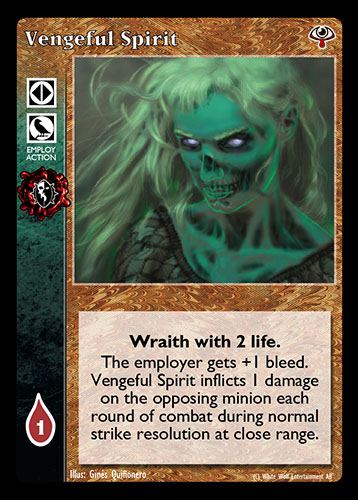 Vengeful Spirit
EMPLOY
ACTION
Wraith with 2 life.
The employer gets +1 bleed.
Vengeful Spirit inflicts 1 damage
on the opposing minion each
round of combat during normal
strike resolution at close range.
1
Illus: Ginés Quiñonero
(C) White Wolf Entertainment AB